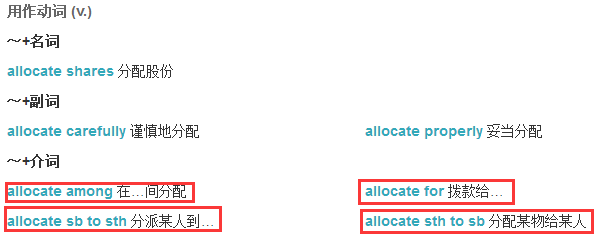 用作动词 (v.)
～+名词
allocate shares 分配股份
～+副词
allocate carefully 谨慎地分配 allocate properly 妥当分配
～+介词
allocate among 在…间分配 allocate for 拨款给…
allocate sb to sth 分派某人到… allocate sth to sb 分配某物给某人